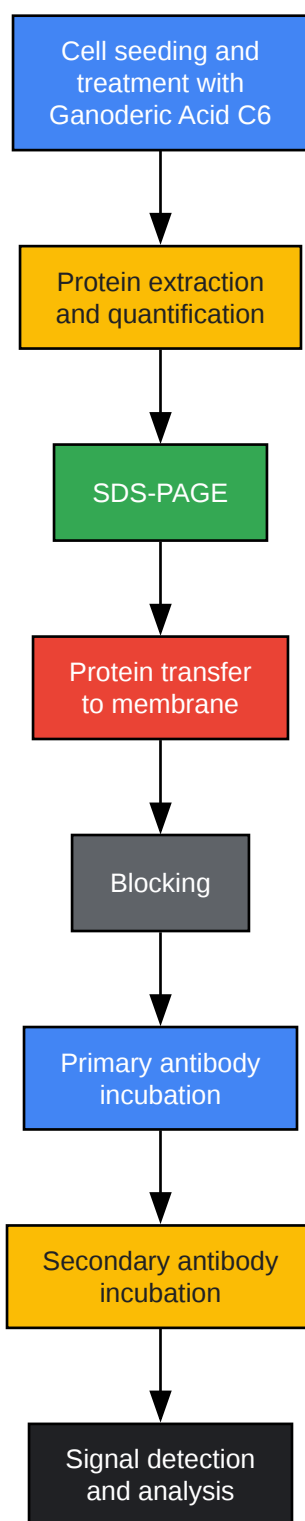 Cell seeding and
treatment with
Ganoderic Acid C6
Protein extraction
and quantification
SDS-PAGE
Protein transfer
to membrane
Blocking
Primary antibody
incubation
Secondary antibody
incubation
Signal detection
and analysis